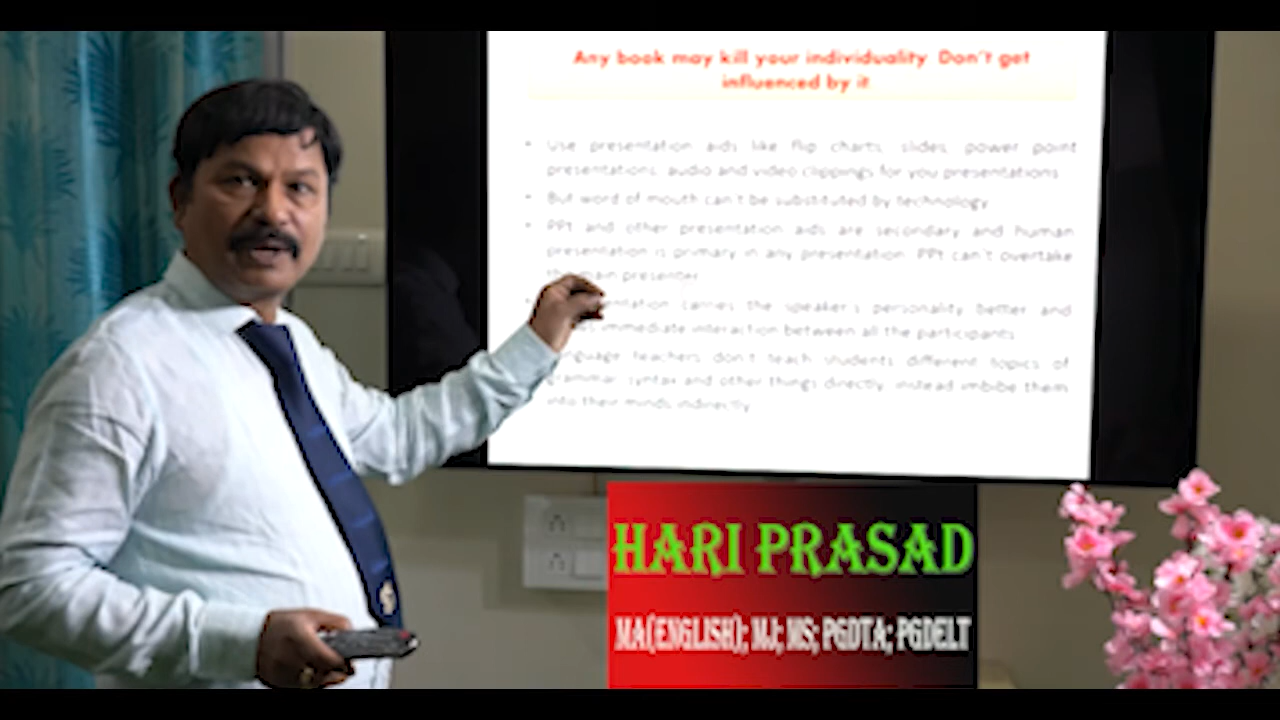 Any book may kill your individuality. Don't get
influenced by it
• Use presentation aids like flip charts, slides, power point
presentations, audio and video clippings for you presentations.
• But word of mouth can't be substituted by technology.
• PPt and other presentation aids are secondary and human
presentation is primary in any presentation. PPt can't overtake
main presenter.
• carries the speaker's personality better and
immediate interaction between all the participants.
teachers don't teach students different topics of
grammar, syntax and other things directly, instead imbibe them
into their minds indirectly.
HARI PRASAD
MA(ENGLISH); MJ; MS; PGDTA; PGDELT